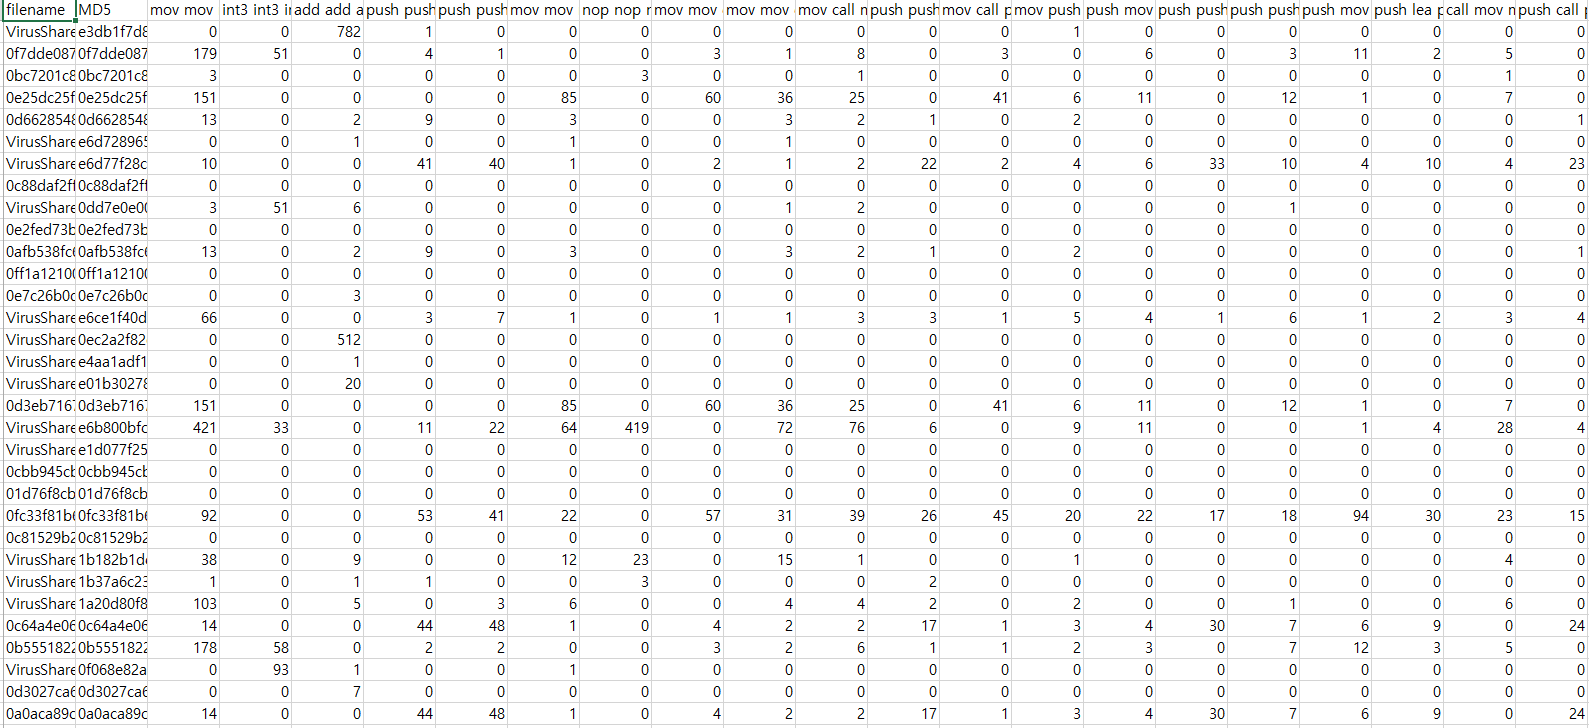 filename MD5 mov mov int3 int3 add add push push mov mov nop nop mov mov mov mov mov call push push mov call mov push push mov push push push push push mov push lea call mov push call
VirusShare e3db1f7d8 0 0 782 1 0 0 0 0 0 0 0 0 1 0 0 0 0 0 0 0
0f7dde087 0f7dde087 179 51 0 4 1 0 0 3 1 8 0 3 0 6 0 3 11 2 5 0
0bc7201c8 0bc7201c8 3 0 0 0 0 0 3 0 0 1 0 0 0 0 0 0 0 0 1 0
0e25dc25f 0e25dc25f 151 0 0 0 0 85 0 60 36 25 0 41 6 11 0 12 1 0 7 0
0d6628548 0d6628548 13 0 2 9 0 3 0 0 3 2 1 0 2 0 0 0 0 0 0 1
VirusShare e6d728965 0 0 1 0 0 1 0 0 1 0 0 0 0 0 0 0 0 0 0 0
VirusShare e6d77f28c 10 0 0 41 40 1 0 2 1 2 22 2 4 6 33 10 4 10 4 23
0c88daf2ff 0c88daf2ff 0 0 0 0 0 0 0 0 0 0 0 0 0 0 0 0 0 0 0 0
VirusShare 0dd7e0e00 3 51 6 0 0 0 0 0 1 2 0 0 0 0 0 1 0 0 0 0
0e2fed73b 0e2fed73b 0 0 0 0 0 0 0 0 0 0 0 0 0 0 0 0 0 0 0 0
0afb538fc6 0afb538fc6 13 0 2 9 0 3 0 0 3 2 1 0 2 0 0 0 0 0 0 1
0ff1a12100 0ff1a12100 0 0 0 0 0 0 0 0 0 0 0 0 0 0 0 0 0 0 0 0
0e7c26b0c 0e7c26b0c 0 0 3 0 0 0 0 0 0 0 0 0 0 0 0 0 0 0 0 0
VirusShare e6ce1f40d 66 0 0 3 7 1 0 1 1 3 3 1 5 4 1 6 1 2 3 4
VirusShare 0ec2a2f82 0 0 512 0 0 0 0 0 0 0 0 0 0 0 0 0 0 0 0 0
VirusShare e4aa1adf1 0 0 1 0 0 0 0 0 0 0 0 0 0 0 0 0 0 0 0 0
VirusShare e01b30278 0 0 20 0 0 0 0 0 0 0 0 0 0 0 0 0 0 0 0 0
0d3eb7167 0d3eb7167 151 0 0 0 0 85 0 60 36 25 0 41 6 11 0 12 1 0 7 0
VirusShare e6b800bfc 421 33 0 11 22 64 419 0 72 76 6 0 9 11 0 0 1 4 28 4
VirusShare e1d077f25 0 0 0 0 0 0 0 0 0 0 0 0 0 0 0 0 0 0 0 0
0cbb945cb 0cbb945cb 0 0 0 0 0 0 0 0 0 0 0 0 0 0 0 0 0 0 0 0
01d76f8cb 01d76f8cb 0 0 0 0 0 0 0 0 0 0 0 0 0 0 0 0 0 0 0 0
0fc33f81b6 0fc33f81b6 92 0 0 53 41 22 0 57 31 39 26 45 20 22 17 18 94 30 23 15
0c81529b2 0c81529b2 0 0 0 0 0 0 0 0 0 0 0 0 0 0 0 0 0 0 0 0
VirusShare 1b182b1d 38 0 9 0 0 12 23 0 15 1 0 0 1 0 0 0 0 0 4 0
VirusShare 1b37a6c23 1 0 1 1 0 0 3 0 0 0 2 0 0 0 0 0 0 0 0 0
VirusShare 1a20d80f8 103 0 5 0 3 6 0 0 4 4 2 0 2 0 0 1 0 0 6 0
0c64a4e06 0c64a4e06 14 0 0 44 48 1 0 4 2 2 17 1 3 4 30 7 6 9 0 24
0b5551822 0b5551822 178 58 0 2 2 0 0 3 2 6 1 1 2 3 0 7 12 3 5 0
VirusShare 0f068e82a 0 93 1 0 0 1 0 0 0 0 0 0 0 0 0 0 0 0 0 0
0d3027ca6 0d3027ca6 0 0 7 0 0 0 0 0 0 0 0 0 0 0 0 0 0 0 0 0
0a0aca89c 0a0aca89c 14 0 0 44 48 1 0 4 2 2 17 1 3 4 30 7 6 9 0 24